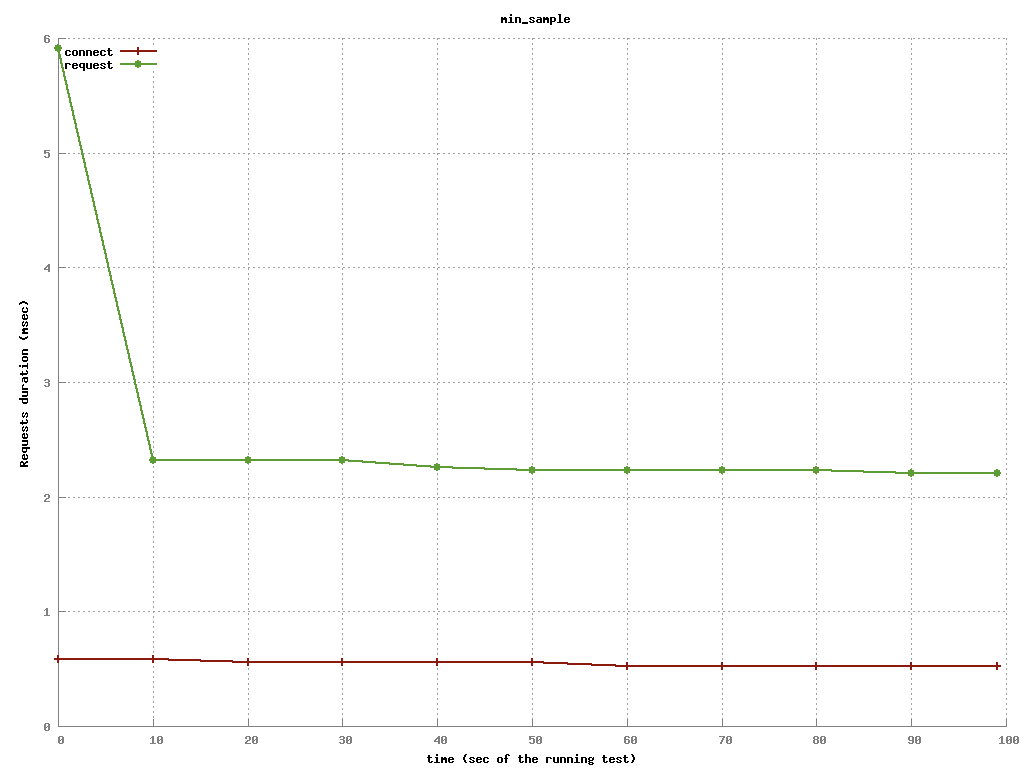 min_sample
connect
request
6
5
4
3
2
1
0
Requests duration (msec)
0 10 20 30 40 50 60 70 80 90 100
time (sec of the running test)